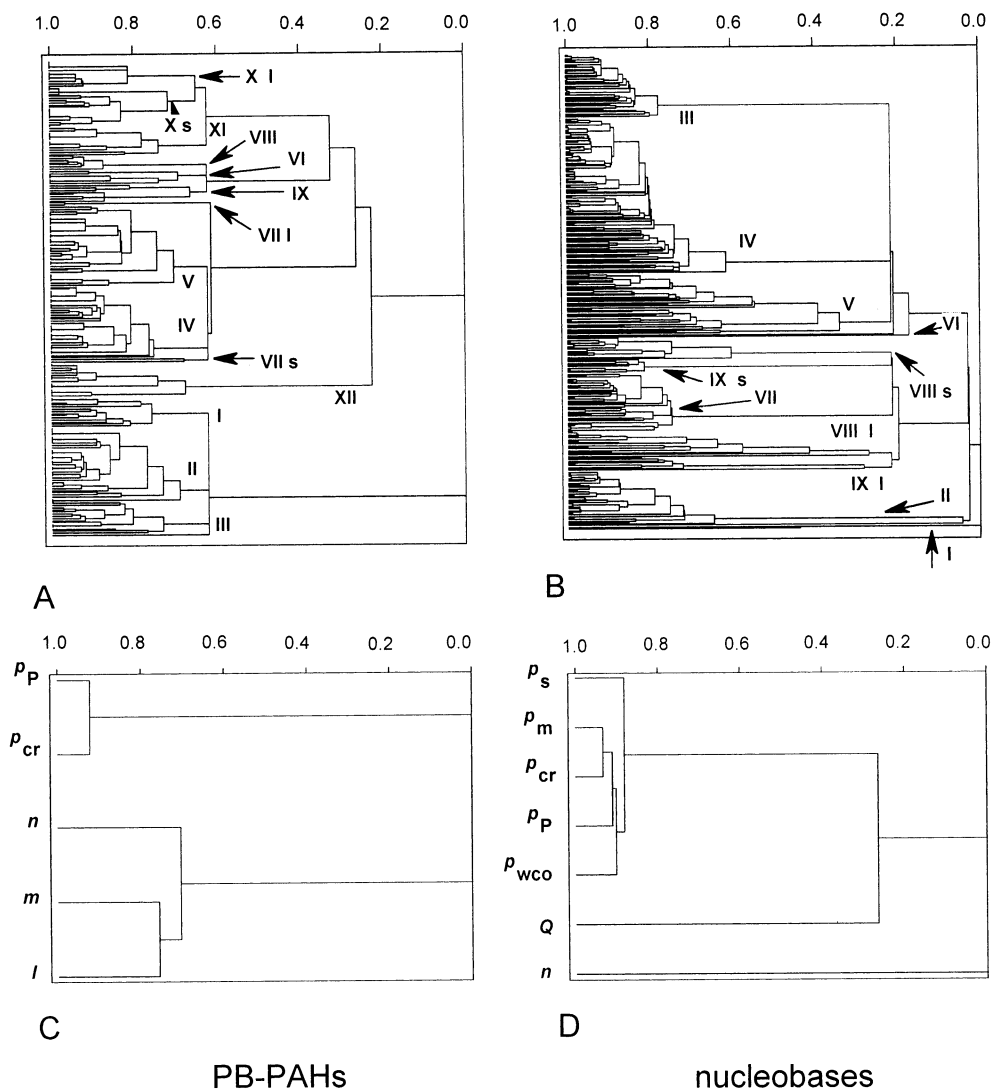 1.0 0.8 0.6 0.4 0.2 0.0
X I
X s
XI
VIII
VI
IX
VII I
V
IV
VII s
XII
I
II
III
A
1.0 0.8 0.6 0.4 0.2 0.0
III
IV
V
VI
IX s
VIII s
VII
VIII I
IX I
II
I
B
1.0 0.8 0.6 0.4 0.2 0.0
pP
pcr
n
m
l
C
PB-PAHs
1.0 0.8 0.6 0.4 0.2 0.0
ps
pm
pcr
pP
pwco
Q
n
D
nucleobases